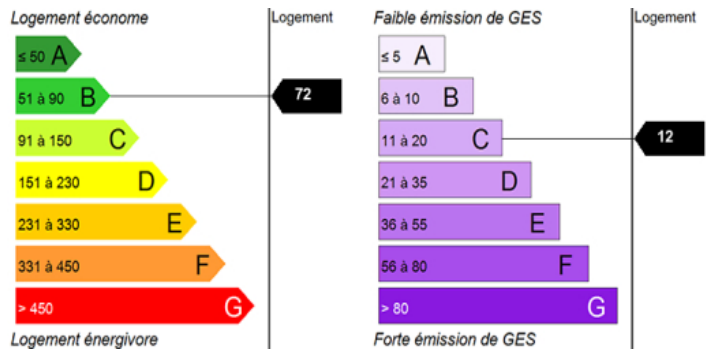 Logement économe
Logement
≤ 50 A
51 à 90 B
72
91 à 150 C
151 à 230 D
231 à 330 E
331 à 450 F
> 450 G
Logement énergivore
Faible émission de GES
Logement
≤ 5 A
6 à 10 B
11 à 20 C
12
21 à 35 D
36 à 55 E
56 à 80 F
> 80 G
Forte émission de GES